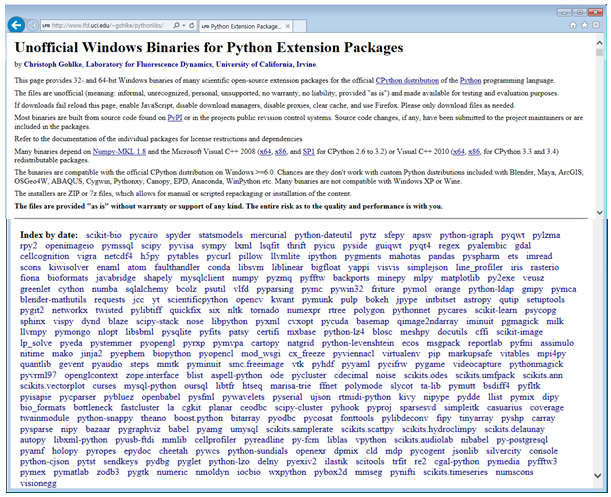 http://www.lfd.uci.edu/~gohlke/pythonlibs/
LFD Python Extension Package...
Unofficial Windows Binaries for Python Extension Packages
by Christoph Gohlke, Laboratory for Fluorescence Dynamics, University of California, Irvine.
This page provides 32- and 64-bit Windows binaries of many scientific open-source extension packages for the official CPython distribution of the Python programming language.
The files are unofficial (meaning: informal, unrecognized, personal, unsupported, no warranty, no liability, provided "as is") and made available for testing and evaluation purposes.
If downloads fail reload this page, enable JavaScript, disable download managers, disable proxies, clear cache, and use Firefox. Please only download files as needed.
Most binaries are built from source code found on PyPI or in the projects public revision control systems. Source code changes, if any, have been submitted to the project maintainers or are
included in the packages.
Refer to the documentation of the individual packages for license restrictions and dependencies
Many binaries depend on Numpy-MKL 1.8 and the Microsoft Visual C++ 2008 (x64, x86, and SP1 for CPython 2.6 to 3.2) or Visual C++ 2010 (x64, x86, for CPython 3.3 and 3.4)
redistributable packages.
The binaries are compatible with the official CPython distribution on Windows >=6.0. Chances are they don't work with custom Python distributions included with Blender, Maya, ArcGIS,
OSGeo4W, ABAQUS, Cygwin, Pythonxy, Canopy, EPD, Anaconda, WinPython etc. Many binaries are not compatible with Windows XP or Wine.
The installers are ZIP or 7z files, which allows for manual or scripted repackaging or installation of the content.
The files are provided "as is" without warranty or support of any kind. The entire risk as to the quality and performance is with you.
Index by date: scikit-bio pycairo spyder statsmodels mercurial python-dateutil pytz sfepy apsw python-igraph pyqwt pylzma
rpy2 openimageio pymssql scipy pyvisa sympy lxml lsqfit thrift pyicu pyside guiqwt pyqt4 regex pyalembic gdal
cellcognition vigra netcdf4 h5py pytables pycurl pillow llvmlite ipython pygments mahotas pandas pyspharm ets imread
scons kiwisolver enaml atom faulthandler conda libsvm liblinear bigfloat yappi visvis simplejson line_profiler iris rasterio
fiona bioformats javabridge shapely mysqlclient numpy pyzmq pyfftw backports minepy mlpy matplotlib py2exe veusz
greenlet cython numba sqlalchemy bcolz psutil vlfd pyparsing pymc pywin32 friture pymol orange python-ldap gmpy pymca
blender-mathutils requests jcc yt scientificpython opencv kwant pymunk pulp bokeh jpype intbitset astropy qutip setuptools
pygit2 networkx twisted pylibtiff quickfix six nltk tornado numexpr rtree polygon pythonnet pycares scikit-learn psycopg
sphinx vispy dynd blaze scipy-stack nose libpython pyxml cvxopt pycuda basemap qimage2ndarray iminuit pgmagick milk
llvmpy pymongo nlopt libsbml pysqlite pyfits patsy certifi mxbase python-lz4 blosc meshpy docutils cffi scikit-image
lp_solve pyeda pystemmer pyopengl pyrxp pymvpa cartopy natgrid python-levenshtein ecos msgpack reportlab pyfmi assimulo
nitime mako jinja2 pyephem biopython pyopencl mod_wsgi cx_freeze pyviennacl virtualenv pip markupsafe vitables mpi4py
quantlib gevent pyaudio steps mmtk pyminuit smc.freeimage vtk pyhdf pyyaml pycifrw pygame videocapture pythonmagick
pyvrml97 openglcontext zope.interface blist aspell-python ode pycluster cdecimal noise scikits.odes scikits.umfpack scikits.ann
scikits.vectorplot curses mysql-python oursql libtfr htseq marisa-trie ffnet polymode slycot ta-lib pymutt bsdiff4 pyfltk
pyisapie pycparser pybluez openbabel pysfml pywavelets pyserial ujson rtmidi-python kivy nipype pydde llist pymix dipy
bio_formats bottleneck fastcluster la cgkit planar ceodbc scipy-cluster pyhook pyproj sparsesvd simpleitk casuarius coverage
twainmodule python-snappy theano boost.python bitarray pyodbc pycosat fonttools pylibdeconv fipy tinyarray pyshp carray
pysparse nipy bazaar pygraphviz babel pyamg umysql scikits.samplerate scikits.scattpy scikits.hydroclimpy scikits.delaunay
autopy libxml-python pyusb-ftdi mmlib cellprofiler pyreadline py-fcm liblas vpython scikits.audiolab nibabel py-postgresql
pyamf holopy pyropes epydoc cheetah pywcs python-sundials openexr dpmix cld mdp pycogent jsonlib silvercity console
python-cjson pytst sendkeys pydbg pyglet python-lzo delny pyexiv2 ilastik scitools trfit re2 cgal-python pymedia pyfftw3
pymex pymatlab zodb3 pygtk numeric nmoldyn iocbio wxpython pybox2d mmseg pynifti scikits.timeseries numscons
visionegg